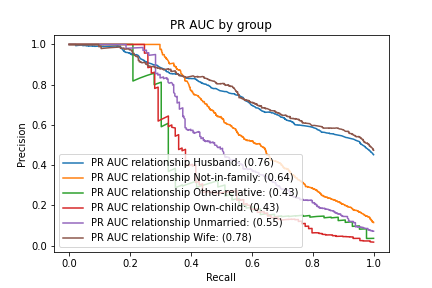 PR AUC by group
1.0
0.8
0.6
0.4
0.2
0.0
Precision
PR AUC relationship Husband: (0.76)
PR AUC relationship Not-in-family: (0.64)
PR AUC relationship Other-relative: (0.43)
PR AUC relationship Own-child: (0.43)
PR AUC relationship Unmarried: (0.55)
PR AUC relationship Wife: (0.78)
0.0 0.2 0.4 0.6 0.8 1.0
Recall